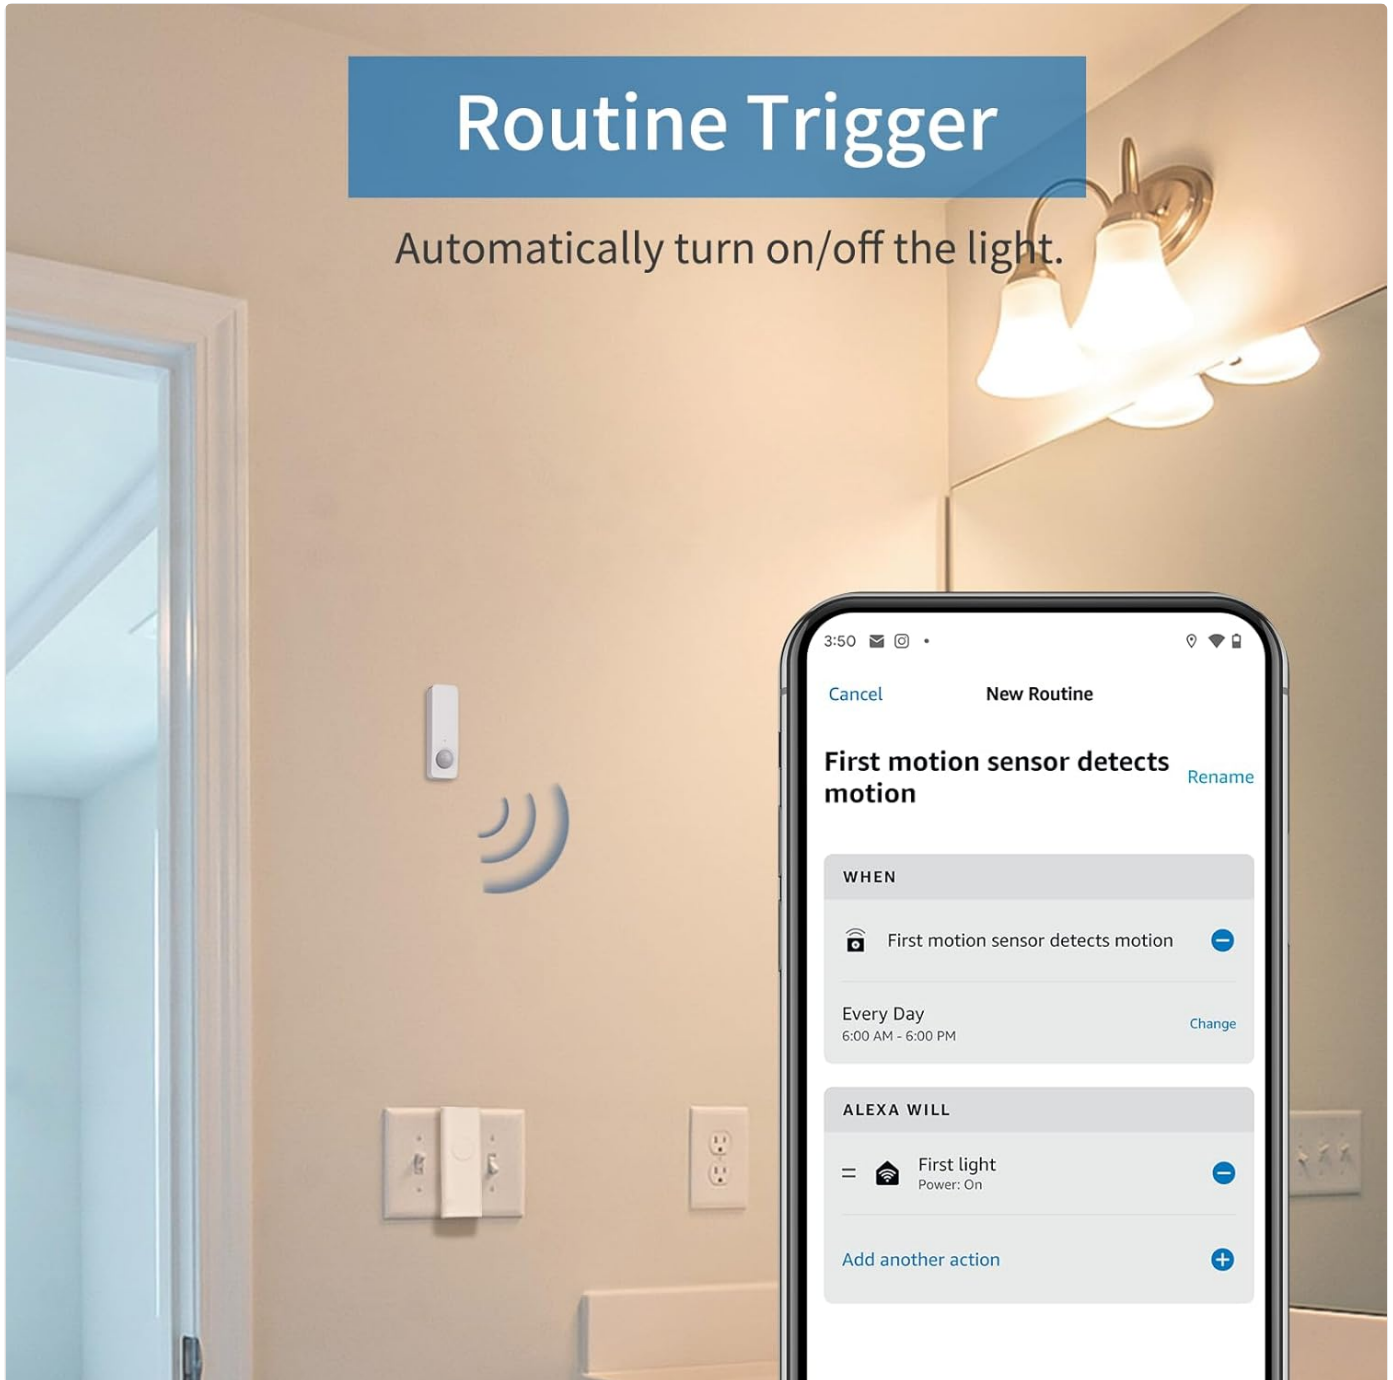 Routine Trigger
Automatically turn on/off the light.
3:50
Cancel
New Routine
First motion sensor detects
motion
Rename
WHEN
First motion sensor detects motion
Every Day
6:00 AM - 6:00 PM
Change
ALEXA WILL
First light
Power: On
Add another action